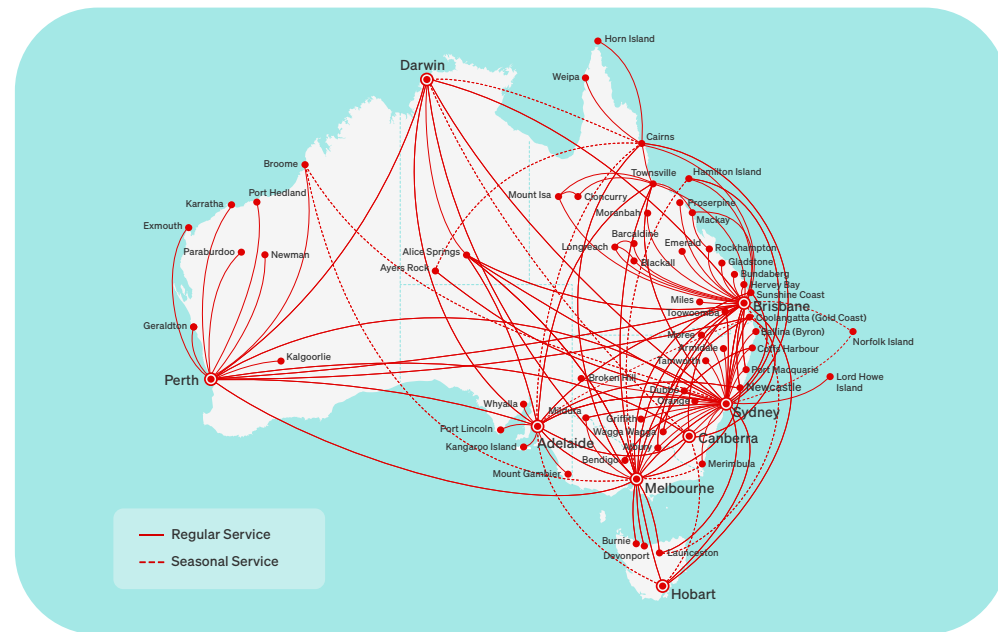 Horn Island
Darwin
Weipa
Cairns
Broome
Townsville
Hamilton Island
Port Hedland
Mount Isa
Cloncurry
Proserpine
Karratha
Moranbah
Mackay
Exmouth
Barcaldine
Longreach
Emerald
Rockhampton
Paraburdoo
Newman
Alice Springs
Blackall
Gladstone
Ayers Rock
Bundaberg
Hervey Bay
Sunshine Coast
Miles
Brisbane
Toowoomba
Coolangatta (Gold Coast)
Geraldton
Ballina (Byron)
Moree
Norfolk Island
Armidale
Coffs Harbour
Kalgoorlie
Tamworth
Port Macquarie
Perth
Broken Hill
Lord Howe
Island
Newcastle
Dubbo
Orange
Whyalla
Mildura
Sydney
Griffith
Port Lincoln
Wagga Wagga
Canberra
Adelaide
Kangaroo Island
Albury
Bendigo
Merimbula
Mount Gambier
Melbourne
Regular Service
Burnie
Devonport
Launceston
Seasonal Service
Hobart